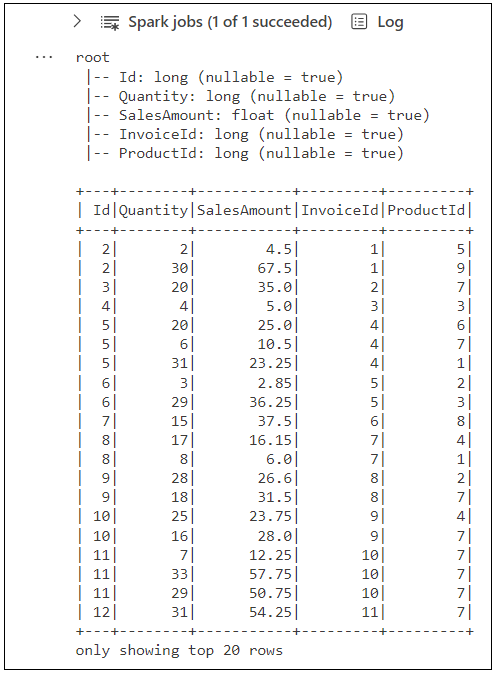 Spark jobs (1 of 1 succeeded) Log
... root
|-- Id: long (nullable = true)
|-- Quantity: long (nullable = true)
|-- SalesAmount: float (nullable = true)
|-- InvoiceId: long (nullable = true)
|-- ProductId: long (nullable = true)
+---+--------+-----------+---------+---------+
| Id|Quantity|SalesAmount|InvoiceId|ProductId|
+---+--------+-----------+---------+---------+
|  2|       2|        4.5|        1|        5|
|  2|      30|       67.5|        1|        9|
|  3|      20|       35.0|        2|        7|
|  4|       4|        5.0|        3|        3|
|  5|      20|       25.0|        4|        6|
|  5|       6|       10.5|        4|        7|
|  5|      31|      23.25|        4|        1|
|  6|       3|       2.85|        5|        2|
|  6|      29|      36.25|        5|        3|
|  7|      15|       37.5|        6|        8|
|  8|      17|      16.15|        7|        4|
|  8|       8|        6.0|        7|        1|
|  9|      28|       26.6|        8|        2|
|  9|      18|       31.5|        8|        7|
| 10|      25|      23.75|        9|        4|
| 10|      16|       28.0|        9|        7|
| 11|       7|      12.25|       10|        7|
| 11|      33|      57.75|       10|        7|
| 11|      29|      50.75|       10|        7|
| 12|      31|      54.25|       11|        7|
+---+--------+-----------+---------+---------+
only showing top 20 rows